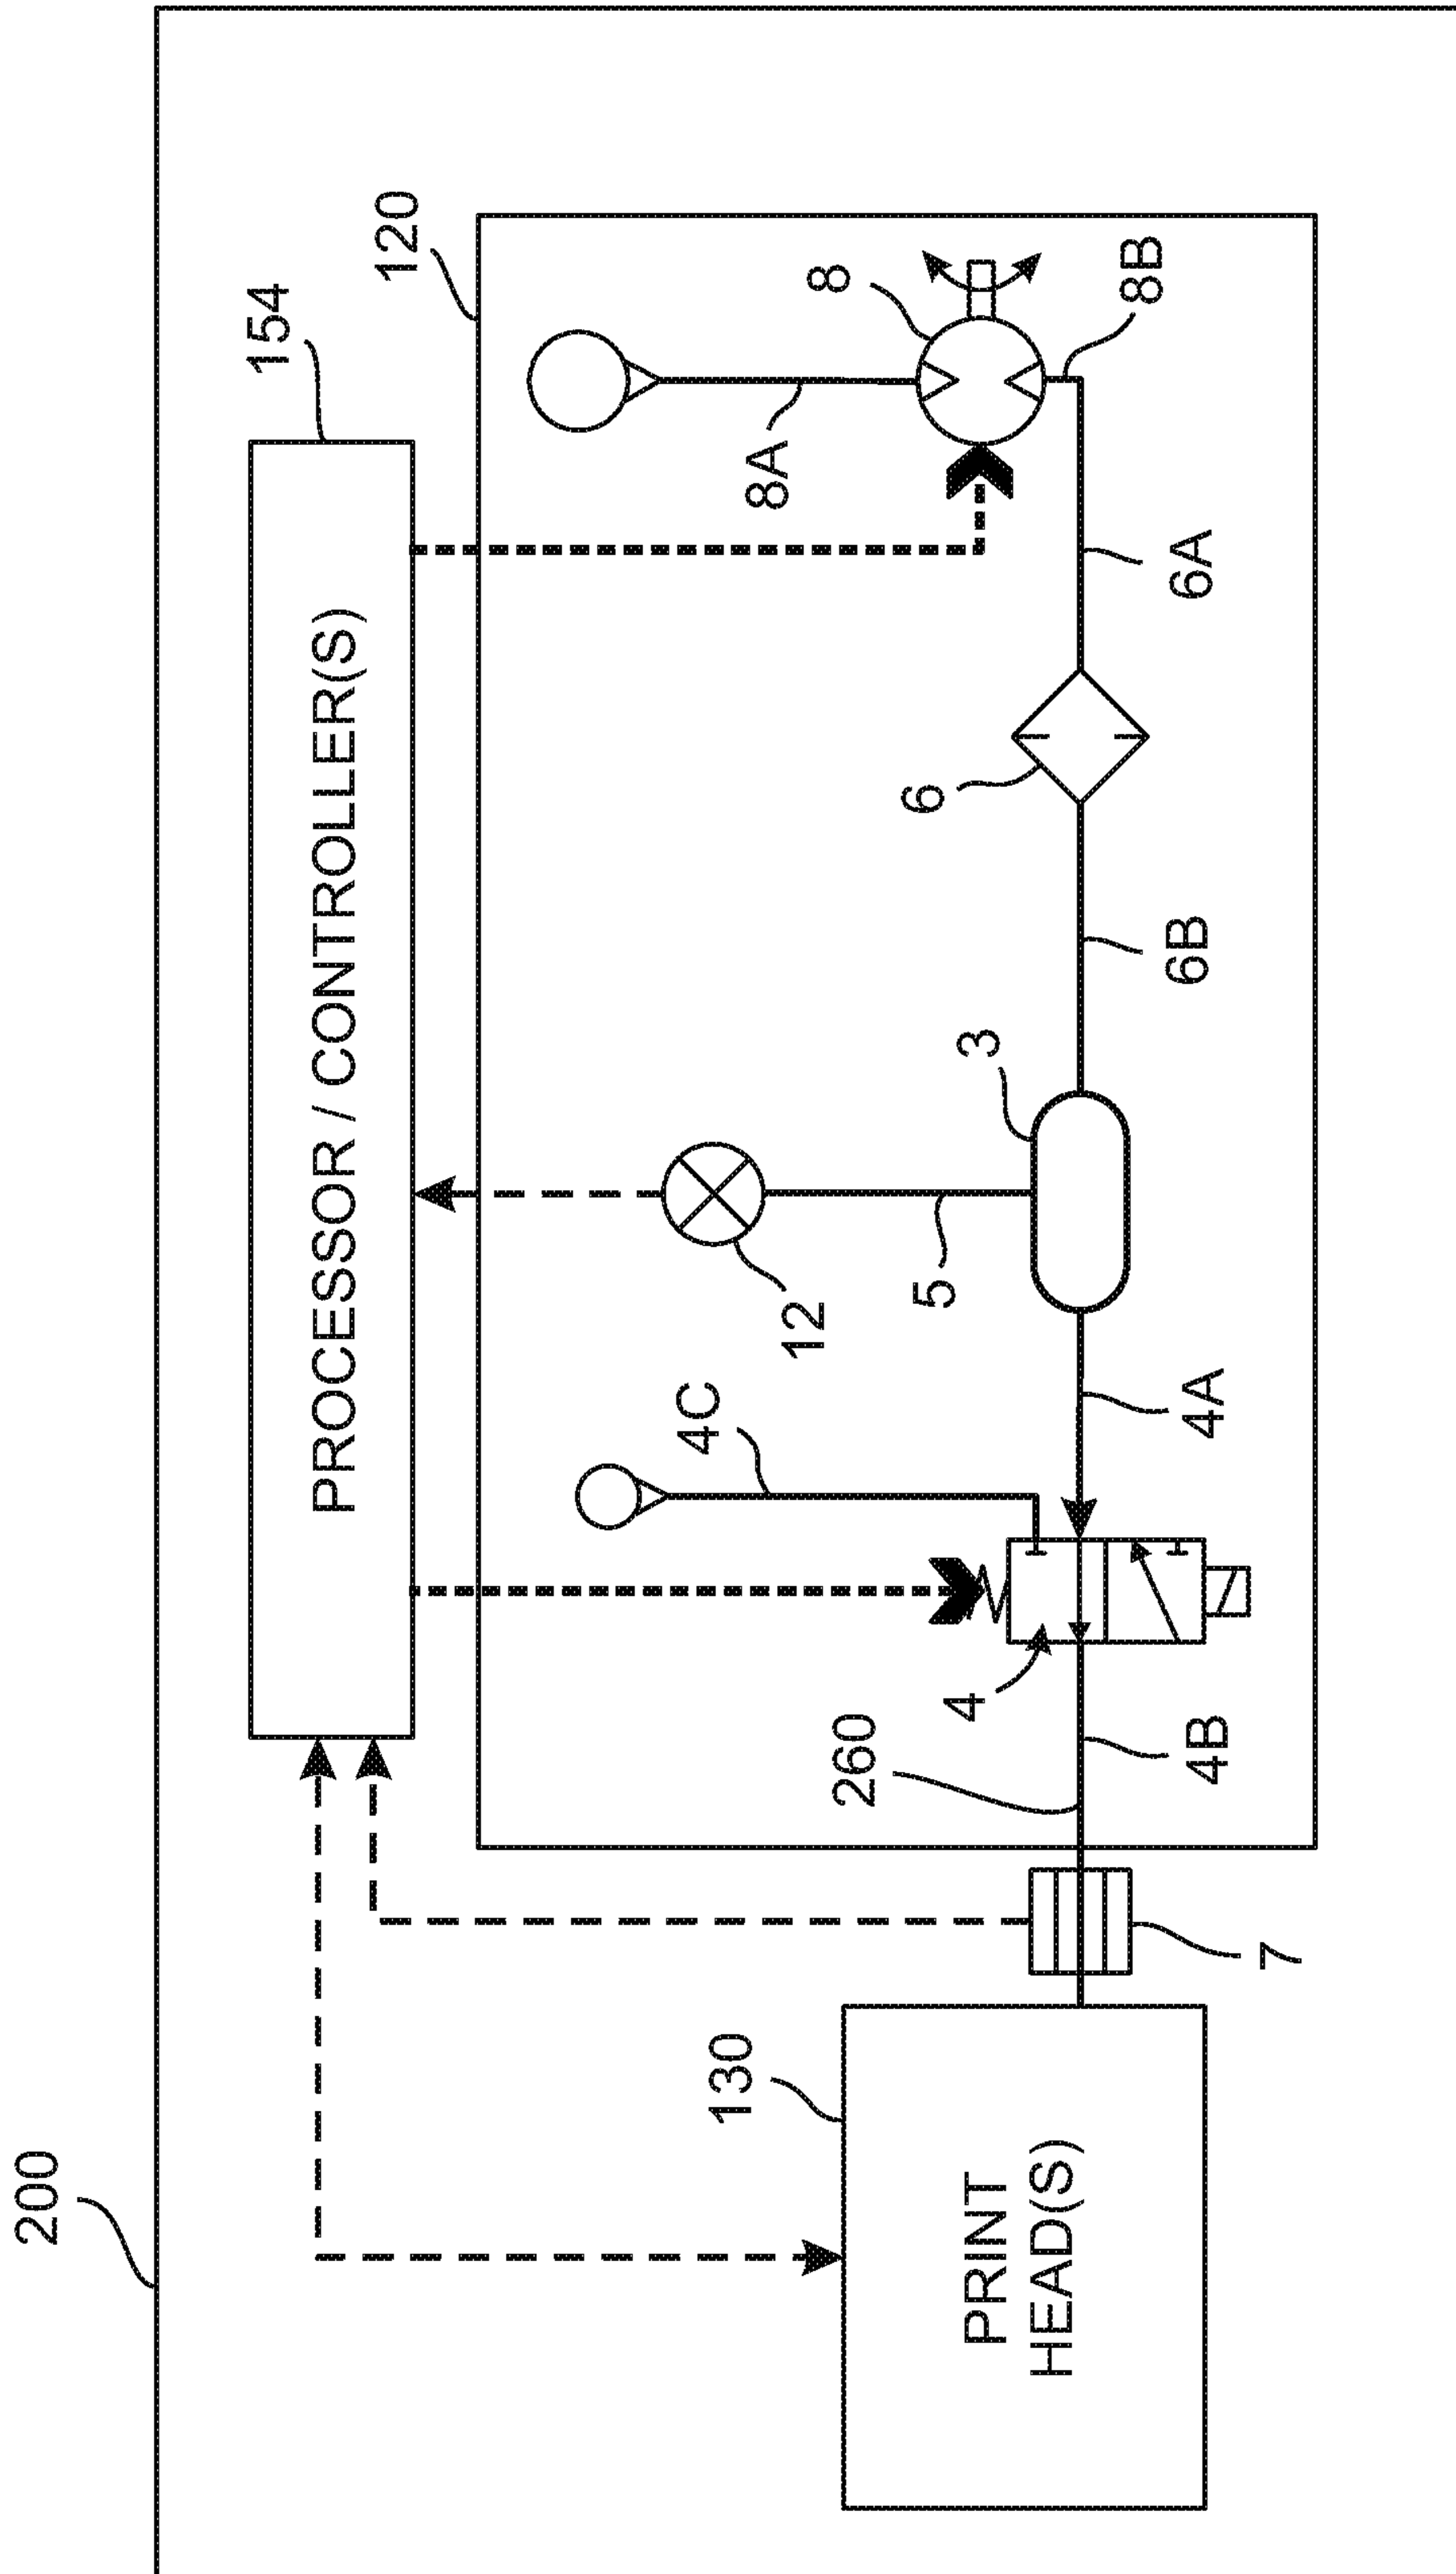 200
154
PROCESSOR / CONTROLLER(S)
120
8
8A
8B
6A
6
6B
3
5
12
4C
4A
4
4B
260
7
130
PRINT
HEAD(S)